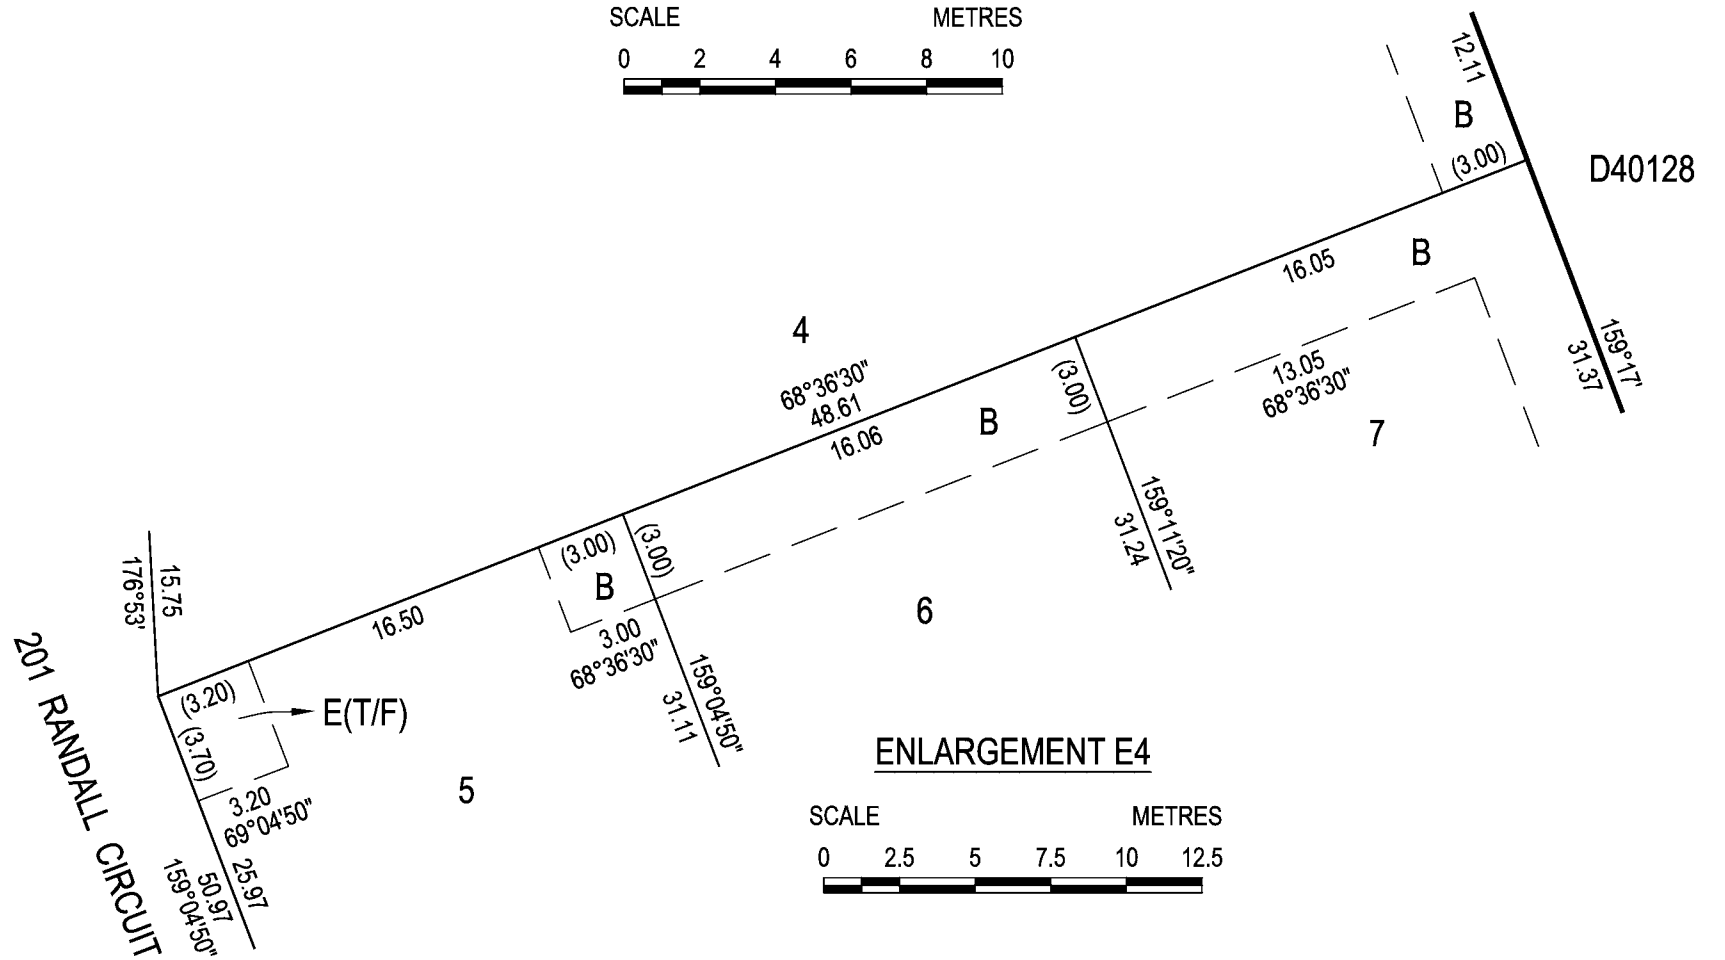 SCALE METRES
0 2 4 6 8 10
12.11
B
(3.00)
D40128
B
16.05
4
68°36'30"
48.61
16.06
(3.00)
B
13.05
68°36'30"
159°17'
31.37
7
159°11'20"
31.24
(3.00)
(3.00)
B
3.00
68°36'30"
6
16.50
15.75
176°53'
159°04'50"
31.11
(3.20)
(3.70)
E(T/F)
3.20
69°04'50"
5
25.97
50.97
159°04'50"
201 RANDALL CIRCUIT
ENLARGEMENT E4
SCALE METRES
0 2.5 5 7.5 10 12.5